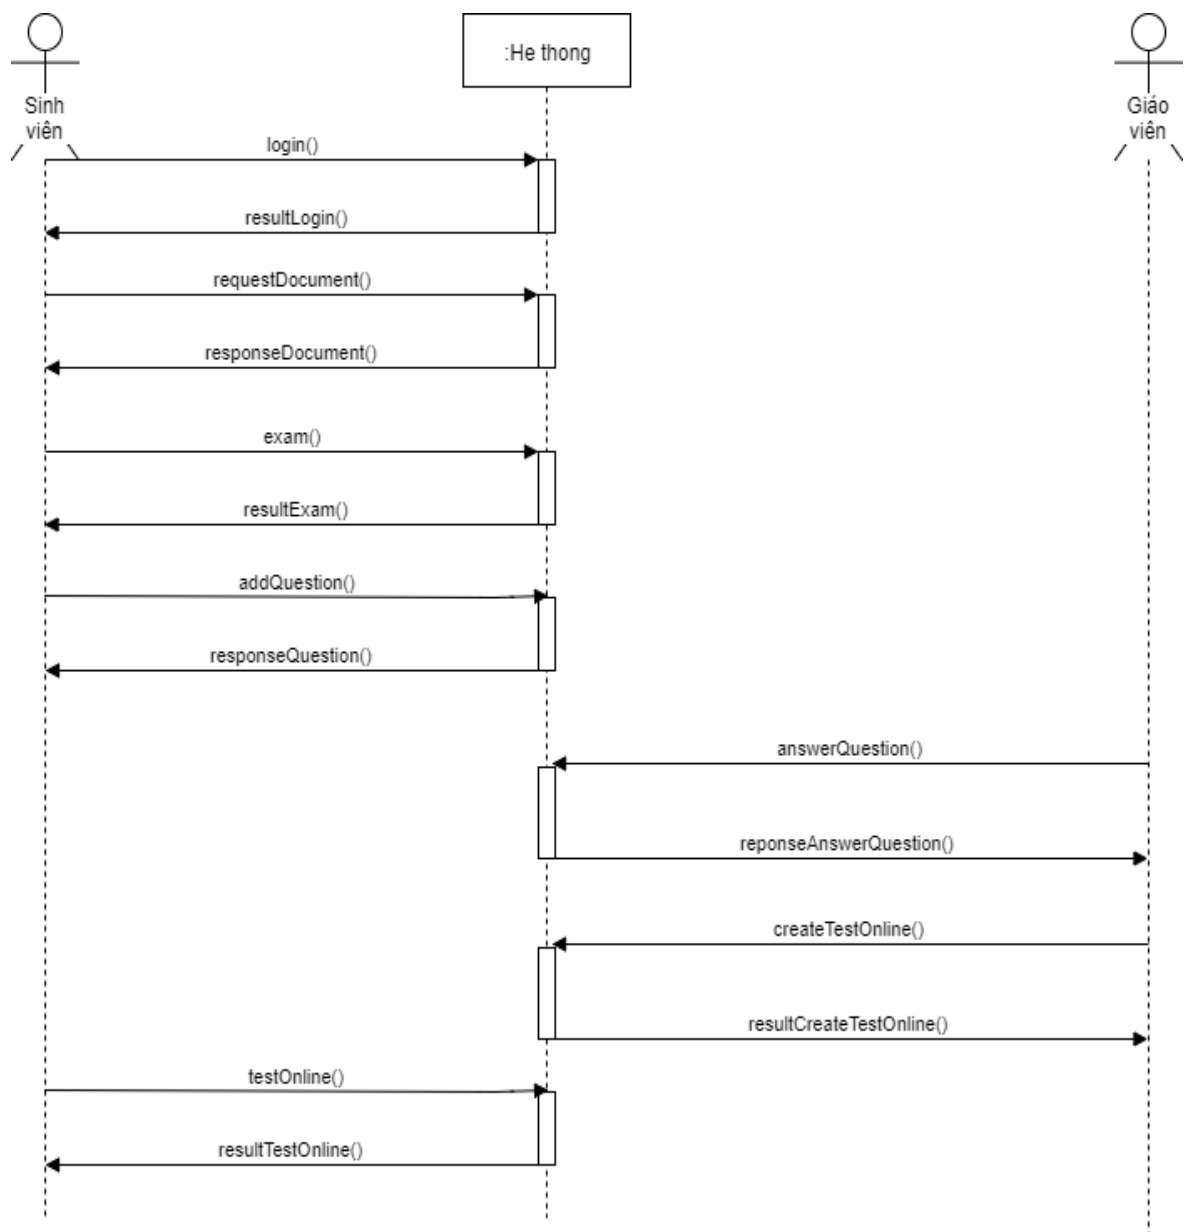 :He thong
Sinh
viên
Giáo
viên
login()
resultLogin()
requestDocument()
responseDocument()
exam()
resultExam()
addQuestion()
responseQuestion()
answerQuestion()
reponseAnswerQuestion()
createTestOnline()
resultCreateTestOnline()
testOnline()
resultTestOnline()